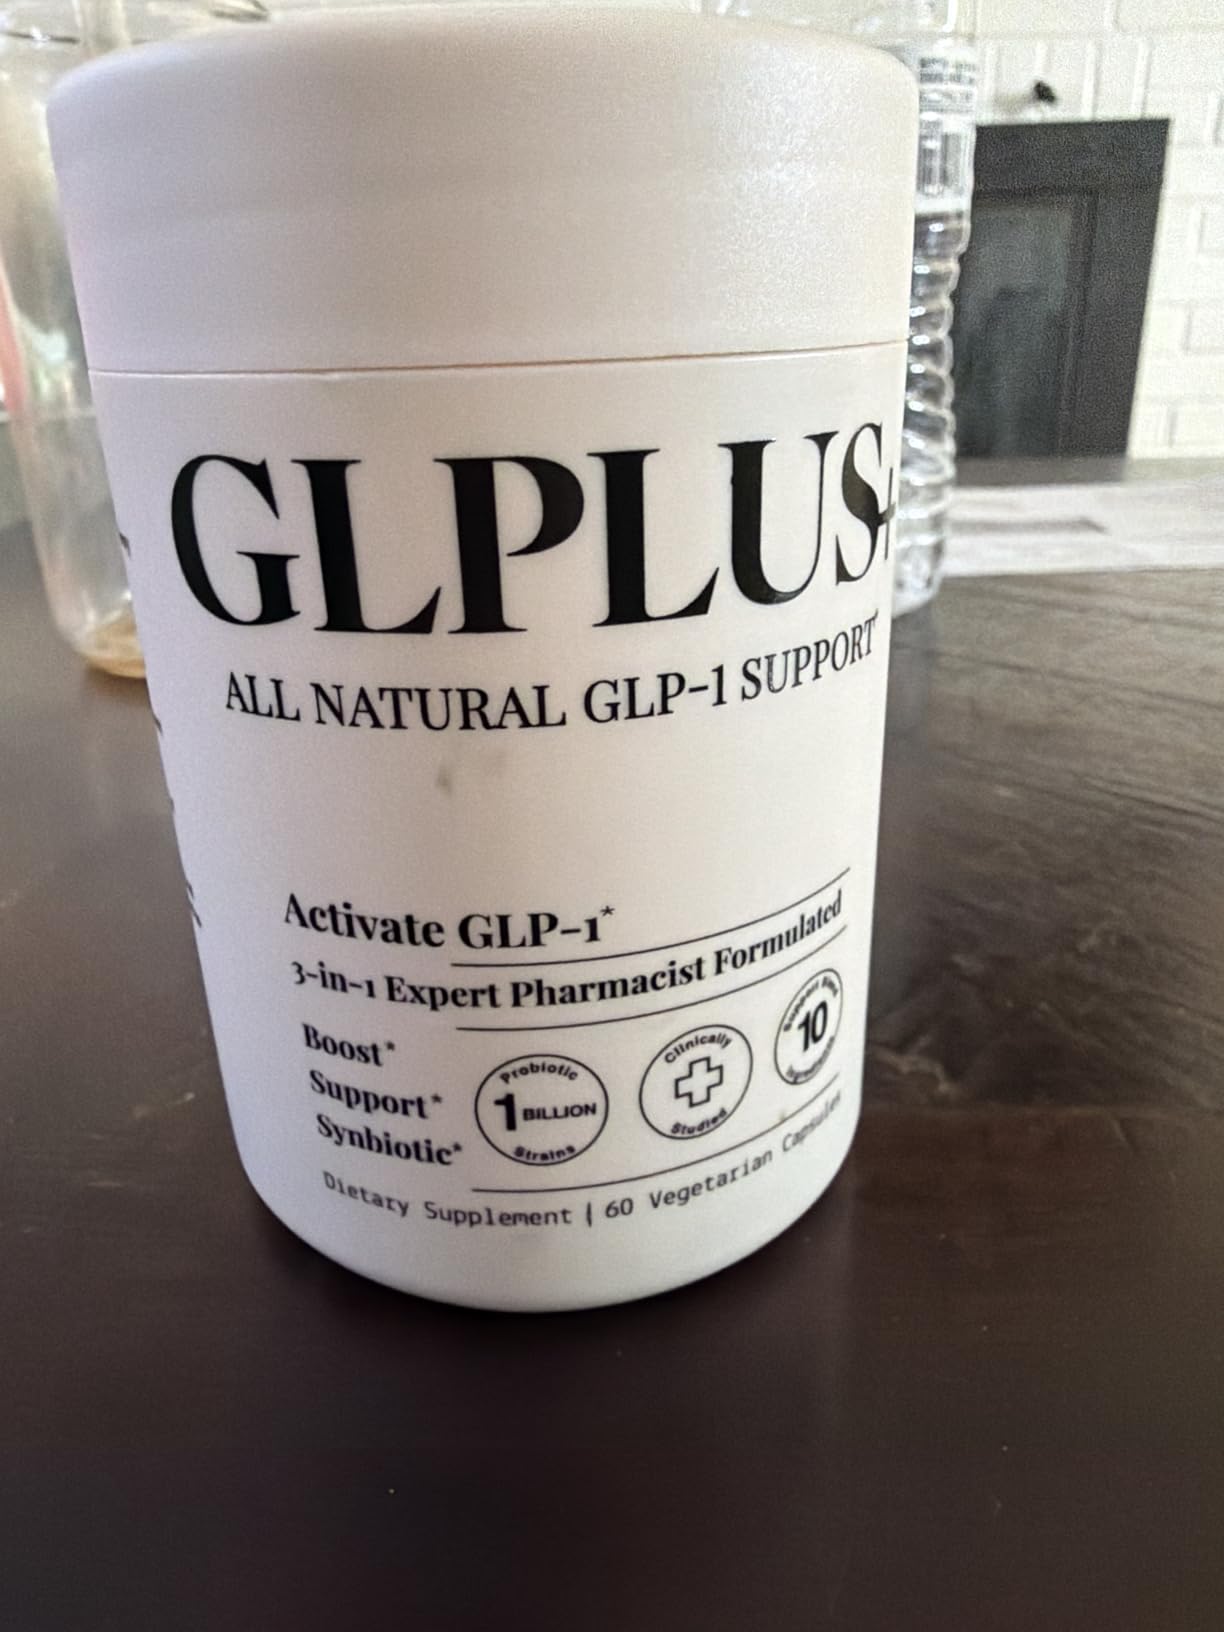 GLPLUS+
ALL NATURAL GLP-1 SUPPORT*
Activate GLP-1*
3-in-1 Expert Pharmacist Formulated
Boost*
Support*
Synbiotic*
Probiotic
1 BILLION
Strains
Clinically
Studied
10
Dietary Supplement | 60 Vegetarian Capsules